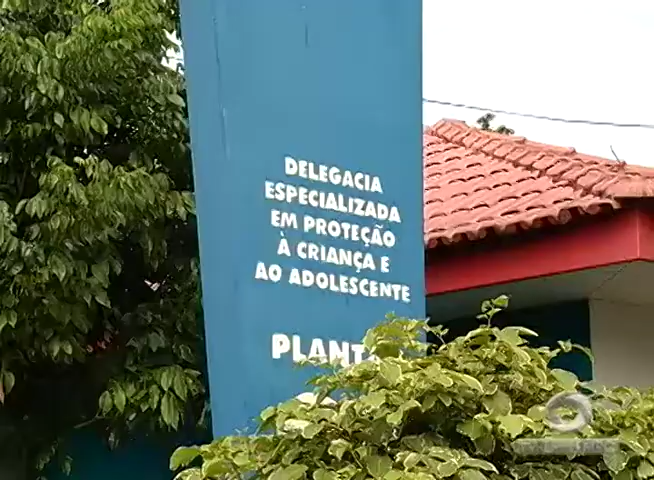 DELEGACIA
ESPECIALIZADA
EM PROTEÇÃO
À CRIANÇA E
AO ADOLESCENTE